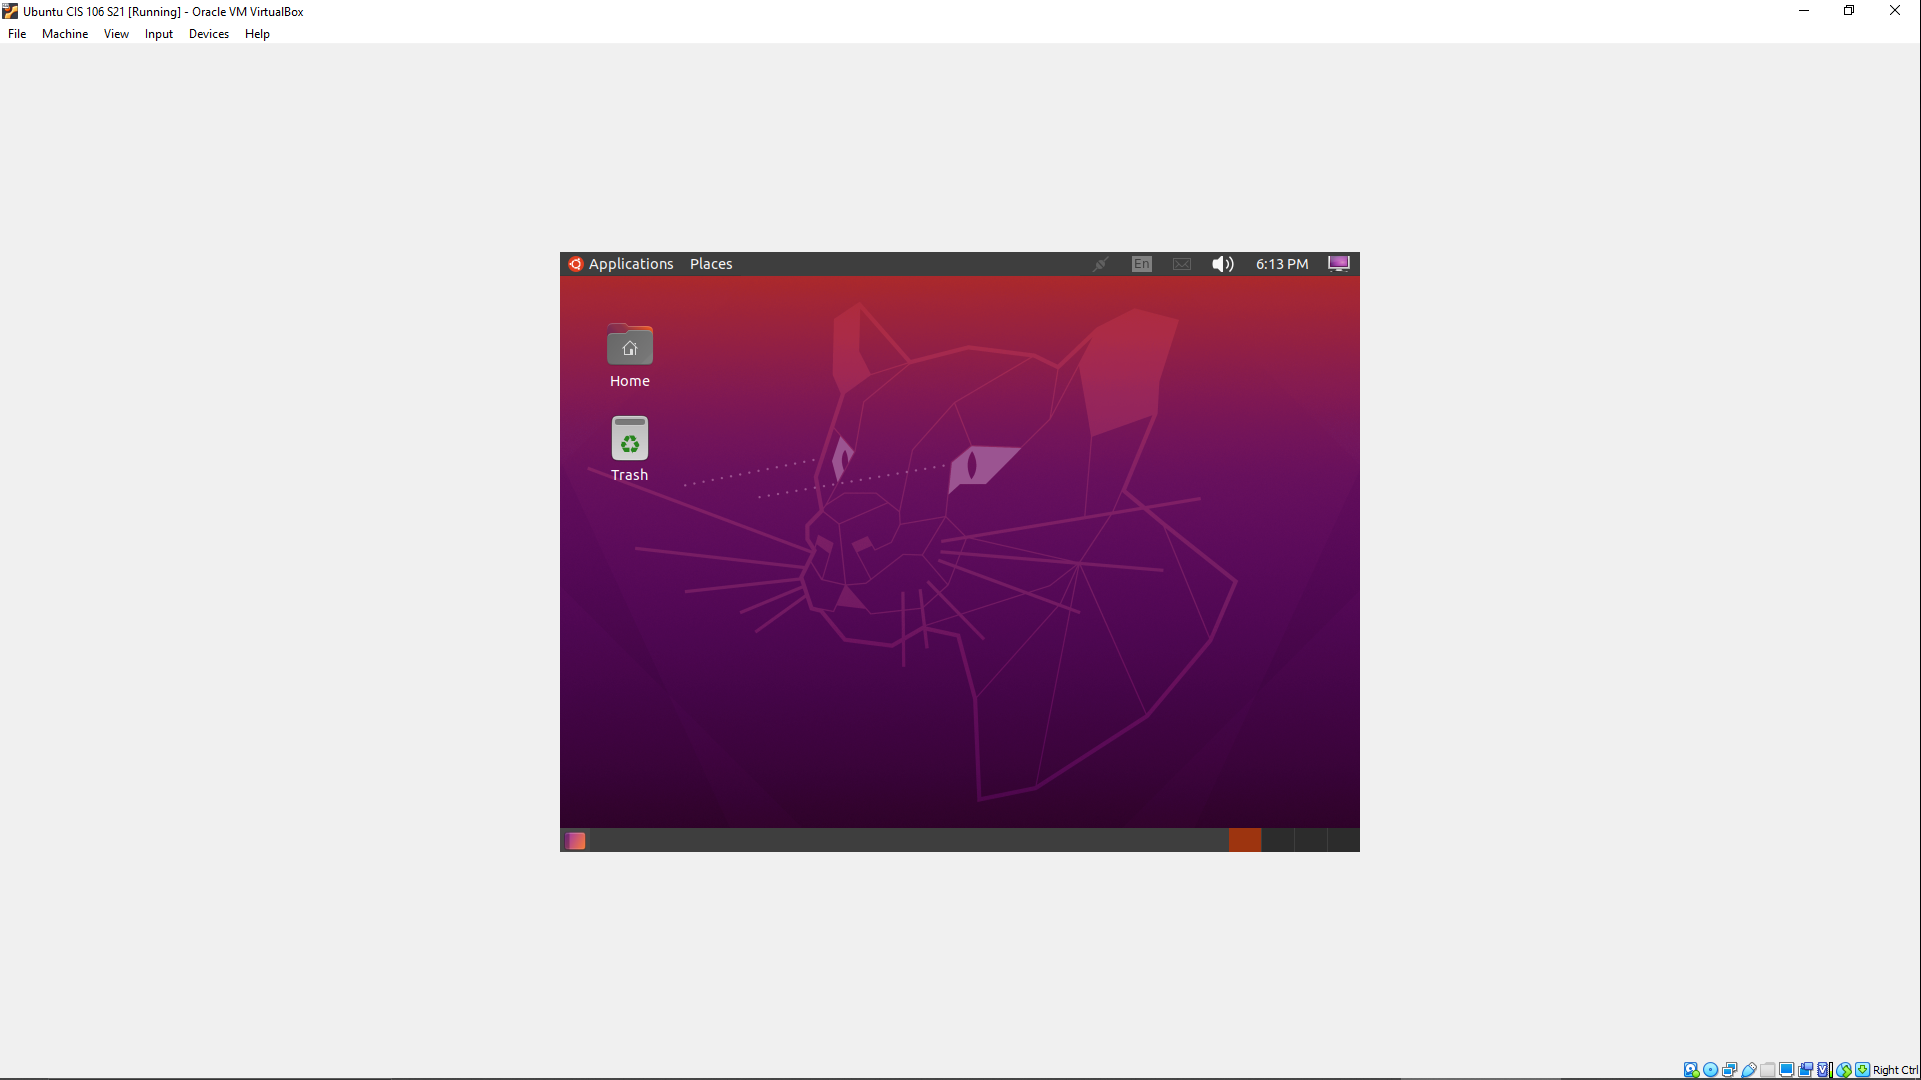 Ubuntu CIS 106 S21 [Running] - Oracle VM VirtualBox
File Machine View Input Devices Help
Applications Places En 6:13 PM
Home
Trash
Right Ctrl